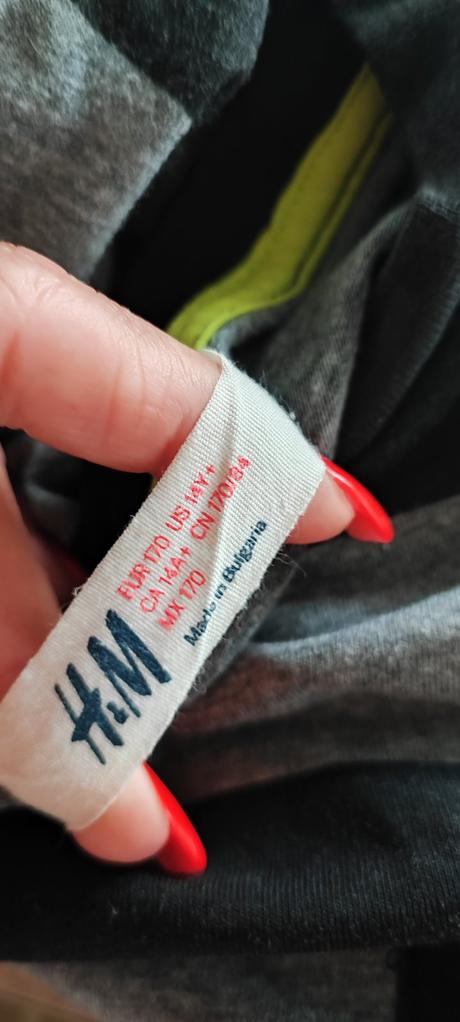 H&M
EUR 170 US 14Y+
CA 14A+ CN 170/84
MX 170
Made in Bulgaria